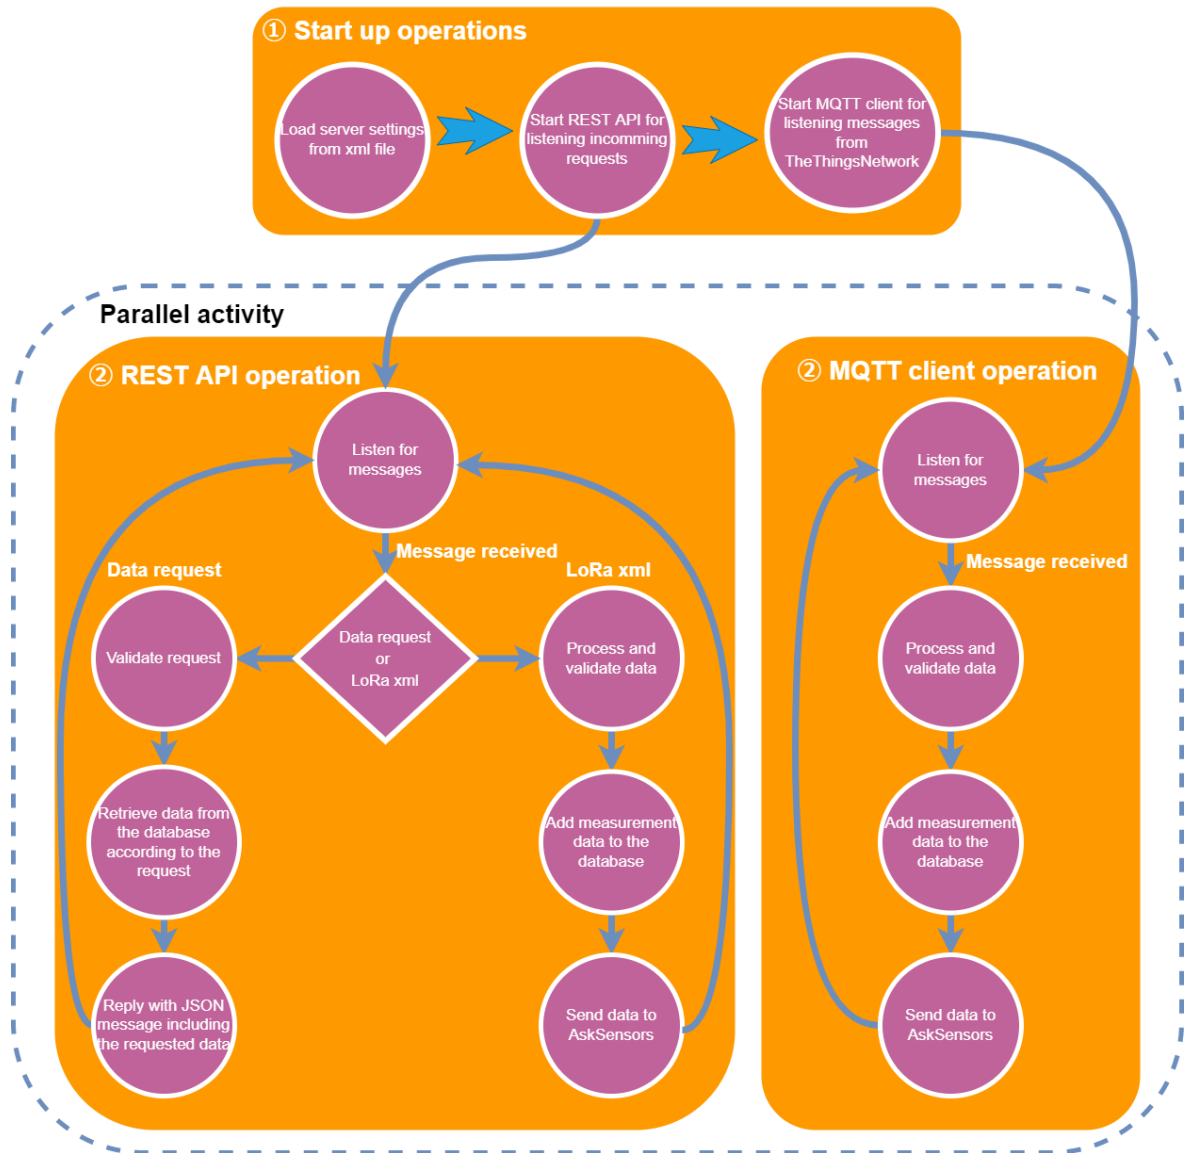 ① Start up operations
Load server settings
from xml file
Start REST API for
listening incomming
requests
Start MQTT client for
listening messages
from
TheThingsNetwork
Parallel activity
② REST API operation
Listen for
messages
Message received
Data request
LoRa xml
Data request
or
LoRa xml
Validate request
Retrieve data from
the database
according to the
request
Reply with JSON
message including
the requested data
Process and
validate data
Add measurement
data to the
database
Send data to
AskSensors
② MQTT client operation
Listen for
messages
Message received
Process and
validate data
Add measurement
data to the
database
Send data to
AskSensors